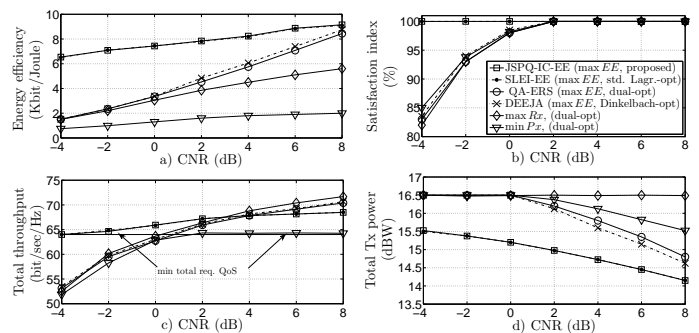 10
8
6
4
2
0
Energy efficiency
(Kbit/Joule)
−4 −2 0 2 4 6 8
a) CNR (dB)
100
95
90
85
80
Satisfaction index
(%)
JSPQ-IC-EE (max EE, proposed)
SLEI-EE (max EE, std. Lagr.-opt)
QA-ERS (max EE, dual-opt)
DEEJA (max EE, Dinkelbach-opt)
max Rx, (dual-opt)
min Px, (dual-opt)
−4 −2 0 2 4 6 8
b) CNR (dB)
75
70
65
60
55
50
Total throughput
(bit/sec/Hz)
min total req. QoS
−4 −2 0 2 4 6 8
c) CNR (dB)
17
16.5
16
15.5
15
14.5
14
13.5
Total Tx power
(dBW)
−4 −2 0 2 4 6 8
d) CNR (dB)